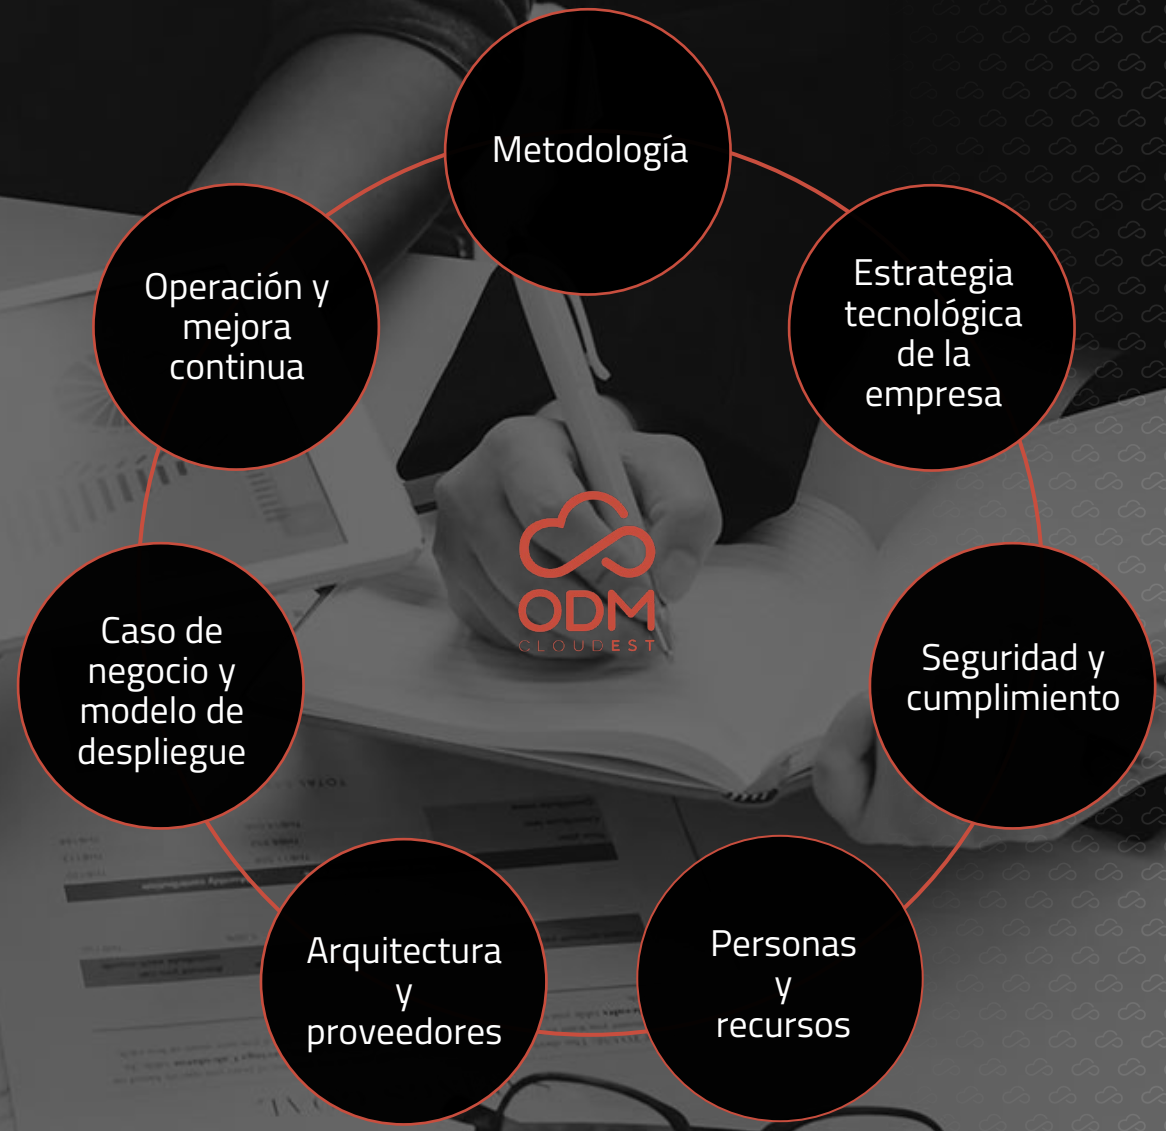 Metodología
Estrategia
tecnológica
de la
empresa
Seguridad y
cumplimiento
Personas
y
recursos
Arquitectura
y
proveedores
Caso de
negocio y
modelo de
despliegue
Operación y
mejora
continua
ODM
CLOUDEST